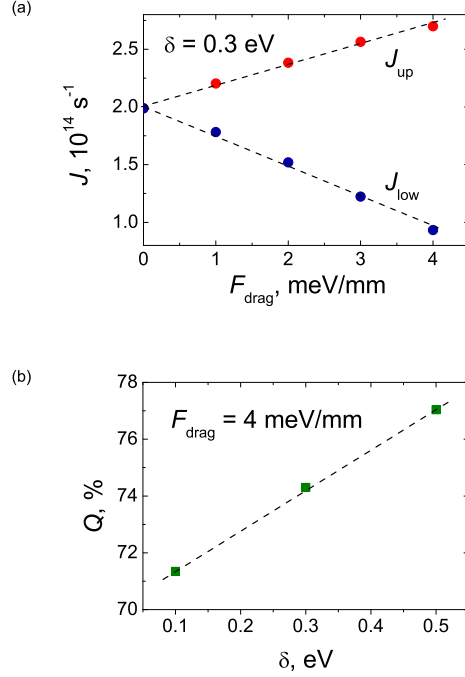 (a)
δ = 0.3 eV
J_up
J_low
J, 10^14 s^-1
2.5
2.0
1.5
1.0
0 1 2 3 4
F_drag, meV/mm
(b)
F_drag = 4 meV/mm
Q, %
78
76
74
72
70
0.1 0.2 0.3 0.4 0.5
δ, eV